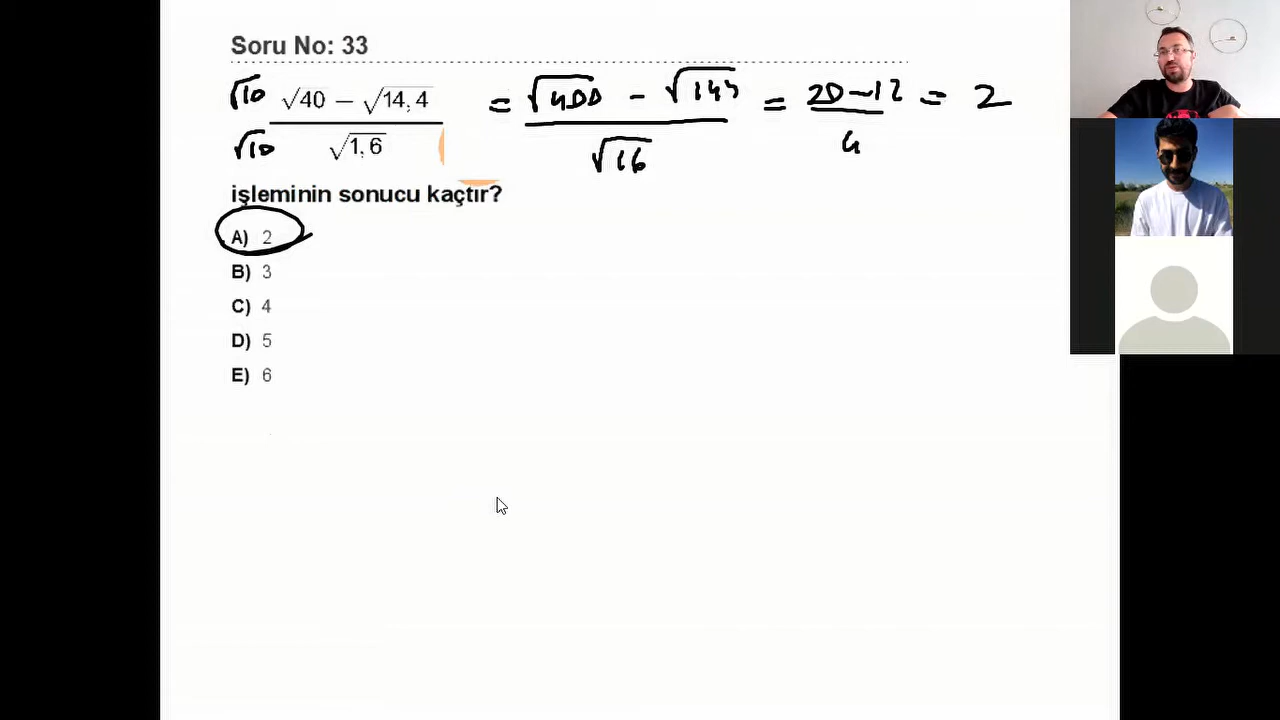 Soru No: 33
√10 √40 − √14,4 = √400 − √144 = 20 − 12 = 2
√10 √1,6 √16 4
işleminin sonucu kaçtır?
A) 2
B) 3
C) 4
D) 5
E) 6